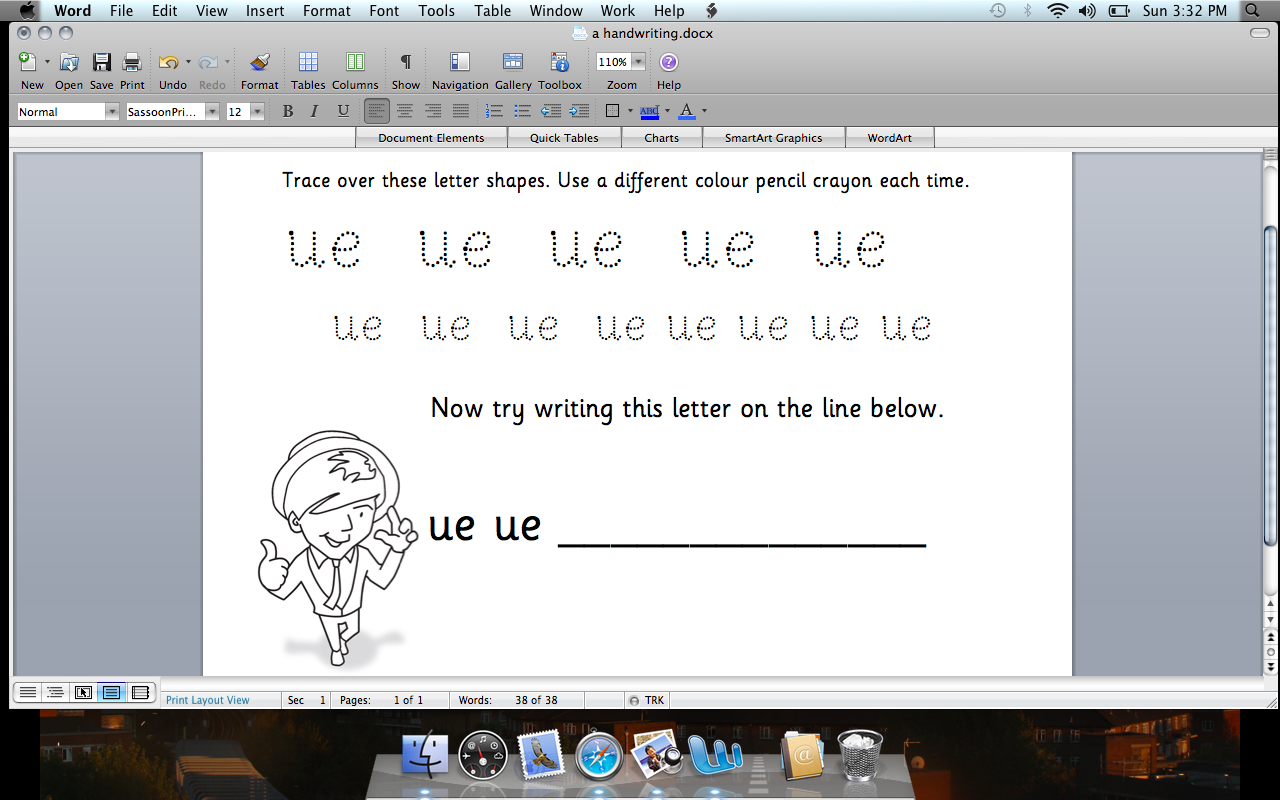 Word File Edit View Insert Format Font Tools Table Window Work Help Sun 3:32 PM
a handwriting.docx
110%
New Open Save Print Undo Redo Format Tables Columns Show Navigation Gallery Toolbox Zoom Help
Normal SassoonPri... 12 B I U ABC A
Document Elements Quick Tables Charts SmartArt Graphics WordArt
Trace over these letter shapes. Use a different colour pencil crayon each time.
ue ue ue ue ue
ue ue ue ue ue ue ue ue
Now try writing this letter on the line below.
ue ue ______________
Print Layout View Sec 1 Pages: 1 of 1 Words: 38 of 38 TRK